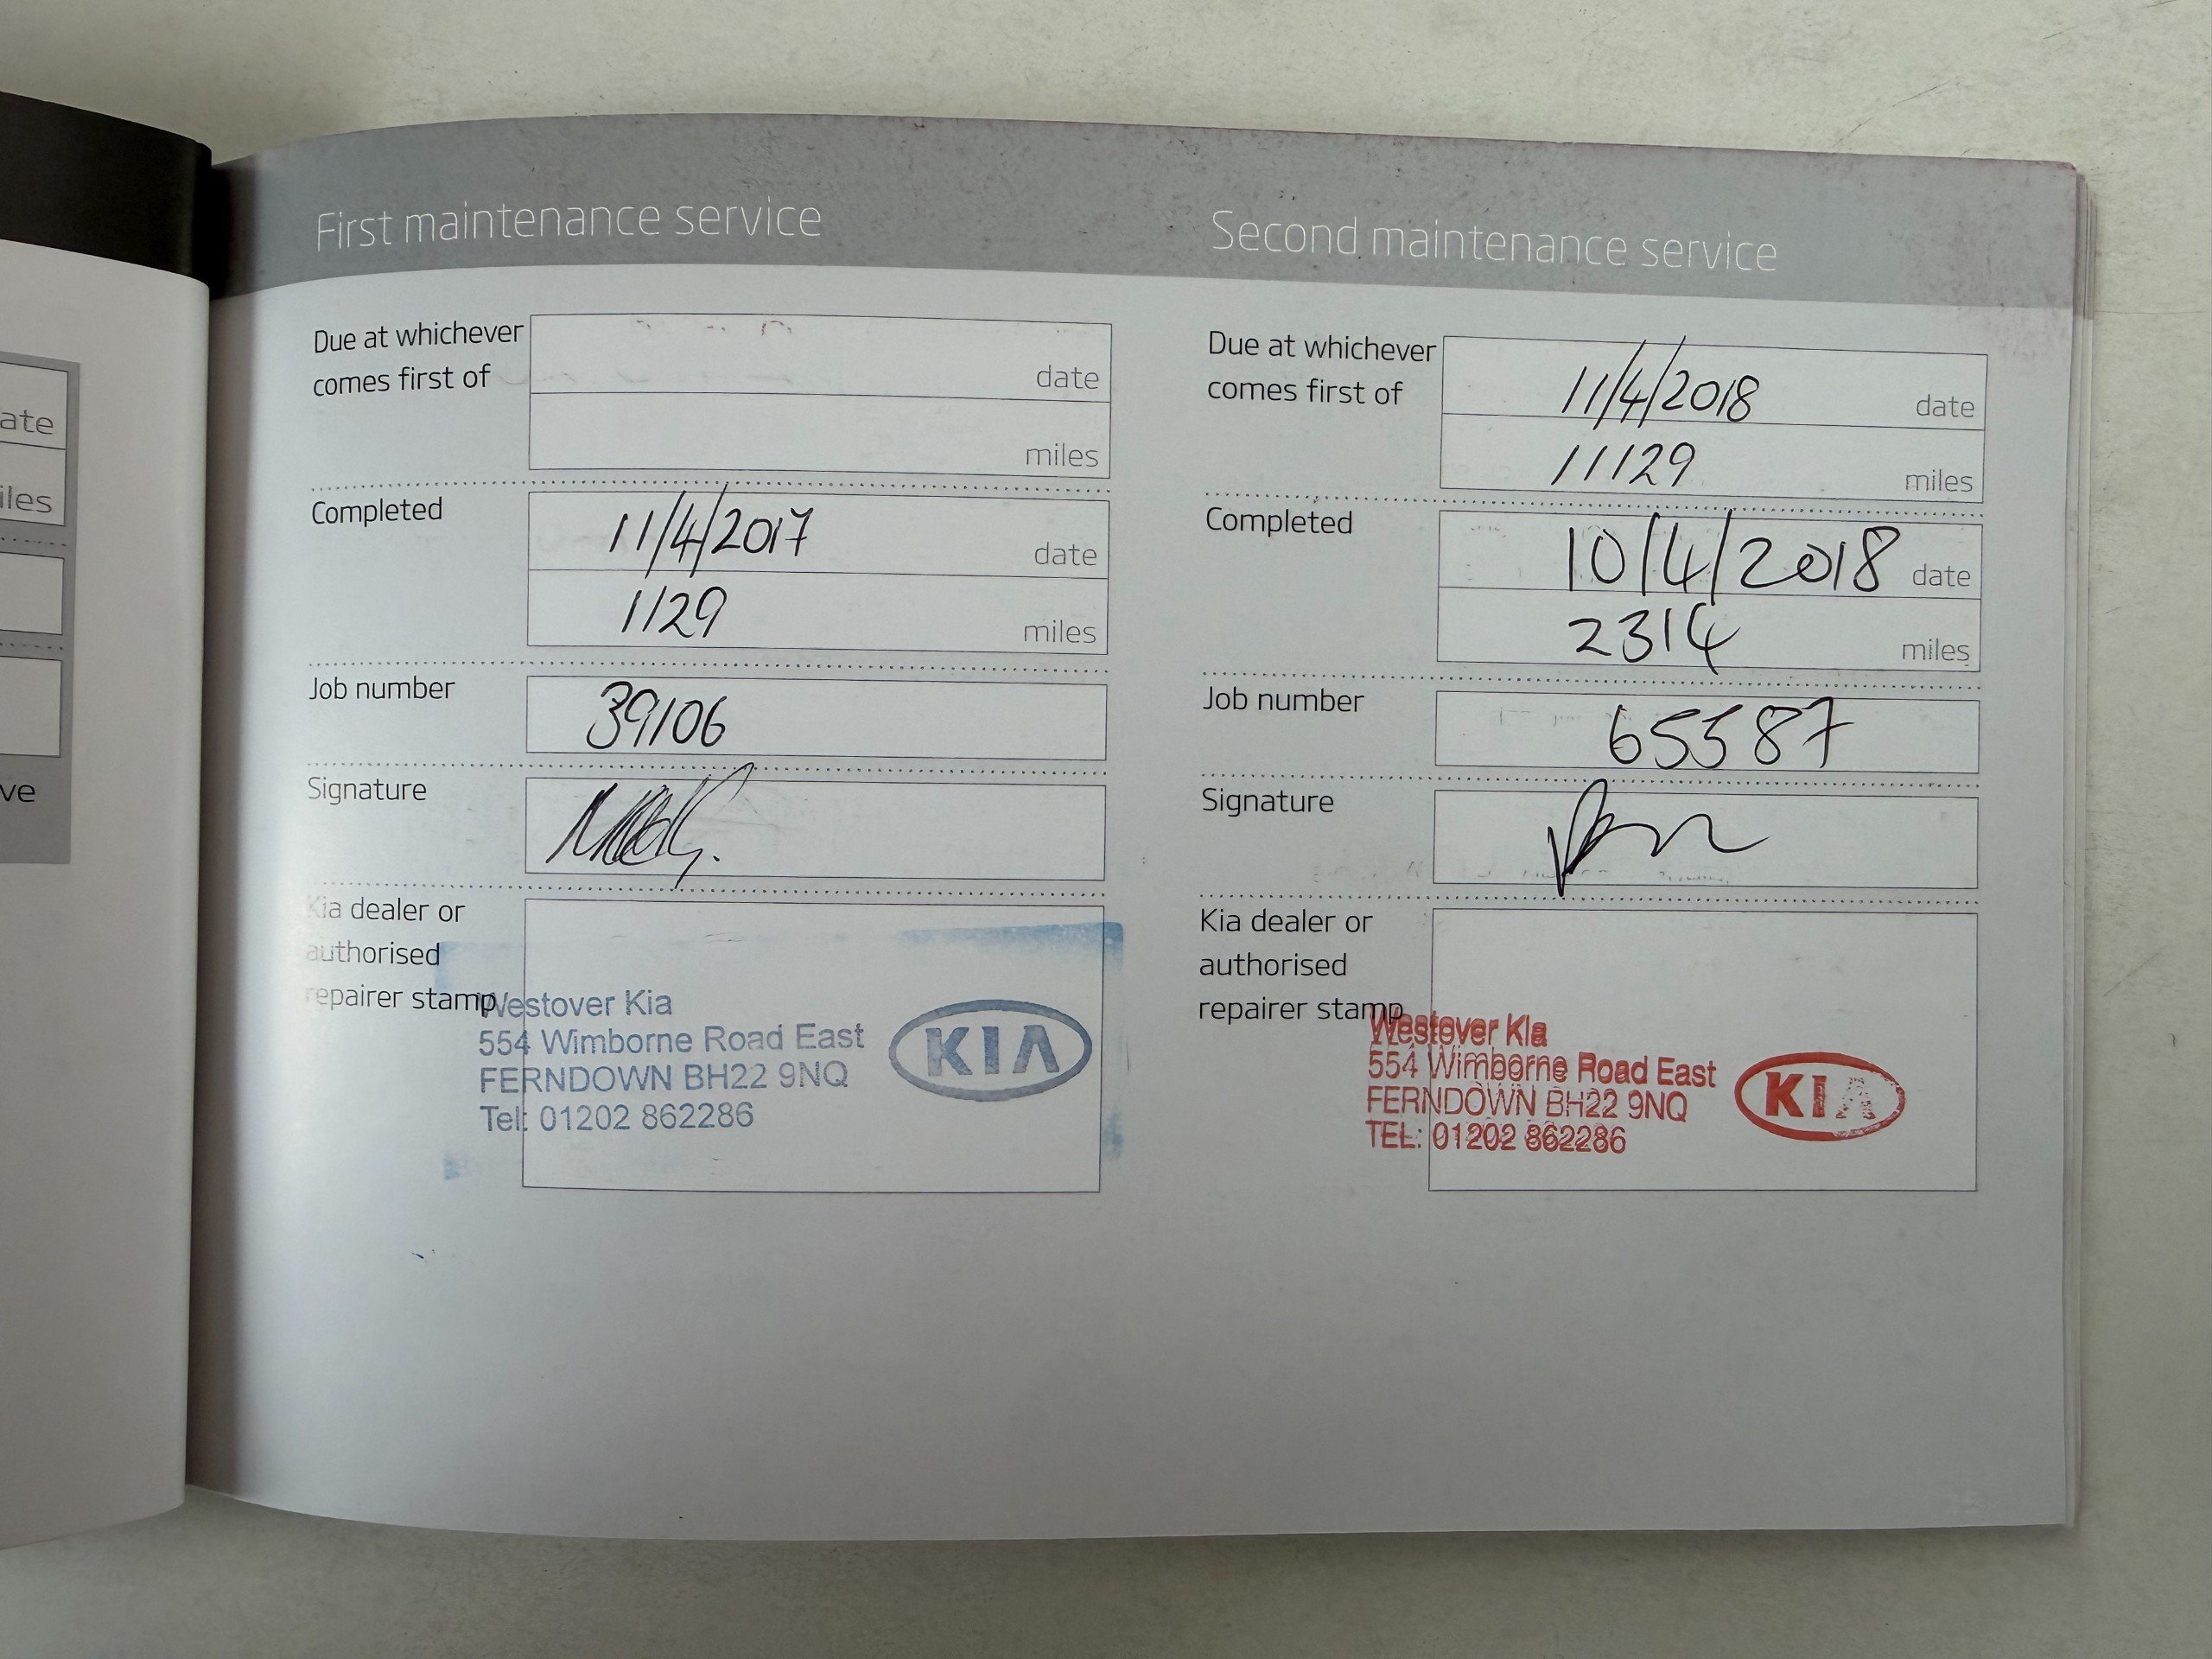 ate
iles
ve
First maintenance service
Due at whichever
comes first of
date
miles
Completed
11/4/2017 date
1129 miles
Job number
39106
Signature
Kia dealer or
authorised
repairer stamp
Westover Kia
554 Wimborne Road East
FERNDOWN BH22 9NQ
Tel: 01202 862286
KIA
Second maintenance service
Due at whichever
comes first of
11/4/2018 date
11129 miles
Completed
10/4/2018 date
2314 miles
Job number
65587
Signature
Kia dealer or
authorised
repairer stamp
Westover Kia
554 Wimborne Road East
FERNDOWN BH22 9NQ
TEL: 01202 862286
KIA